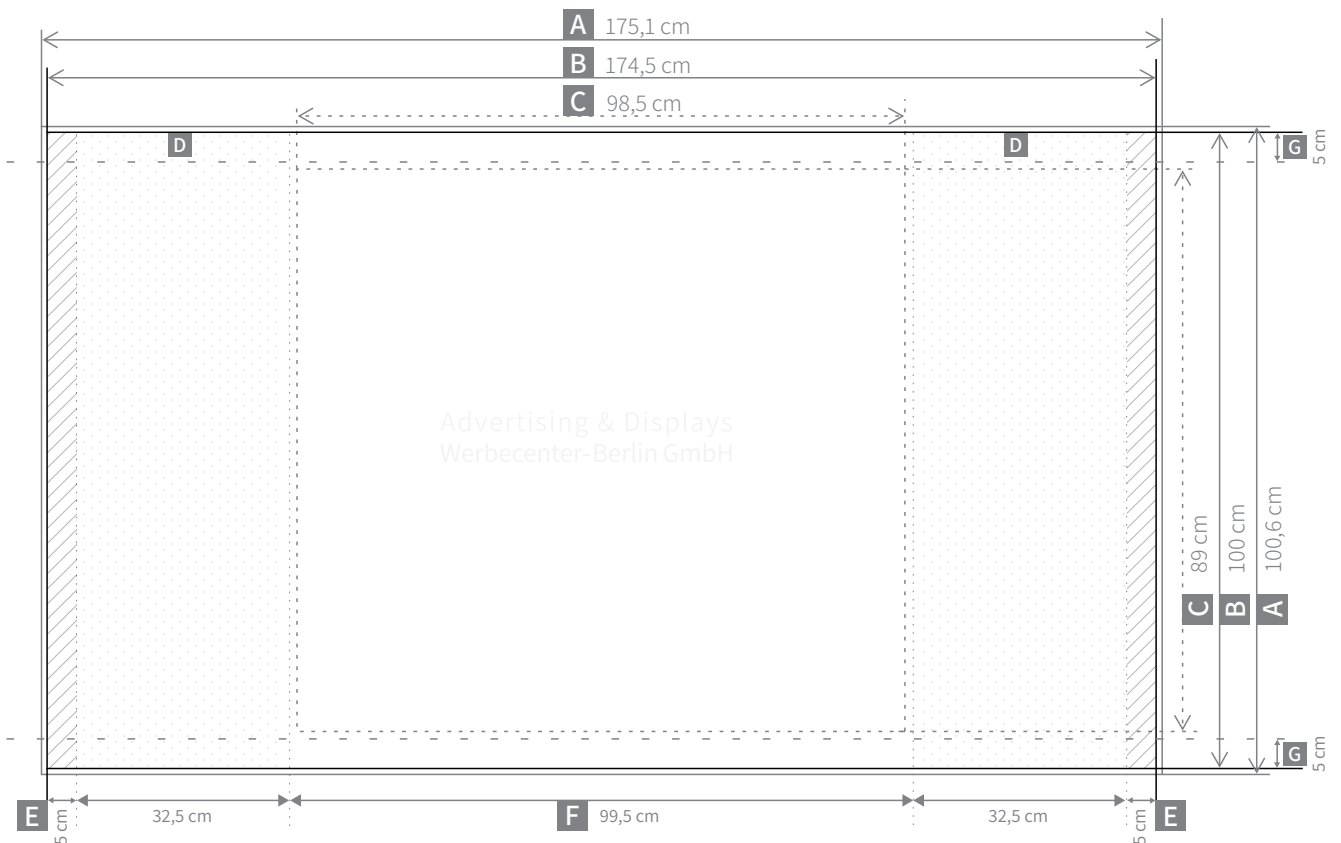 A 175,1 cm
B 174,5 cm
C 98,5 cm
D
D
G 5 cm
Advertising & Displays
Werbecenter-Berlin GmbH
C 89 cm
B 100 cm
A 100,6 cm
G 5 cm
E 5 cm
32,5 cm
F 99,5 cm
32,5 cm
5 cm E